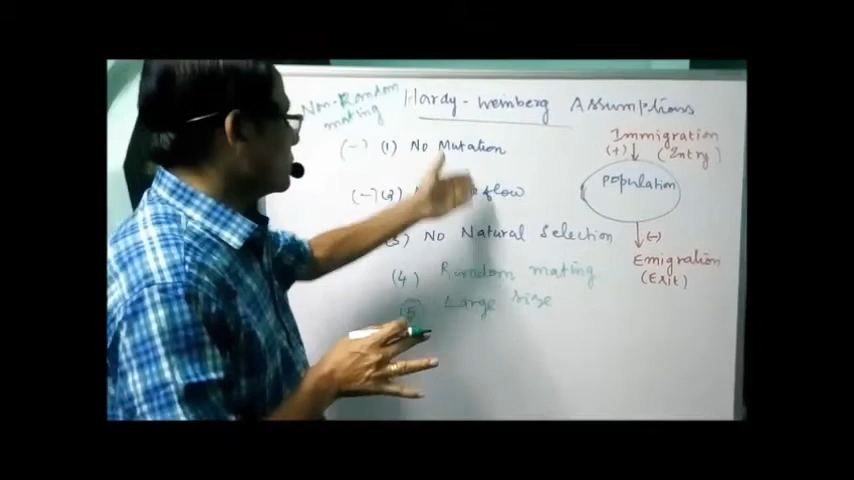 Non-Random
mating
Hardy-Weinberg Assumptions
(-) (1) No Mutation
(-) (2) flow
(3) No Natural Selection
(4) Random mating
(5) Large size
Immigration
(+) (Entry)
population
(-)
Emigration
(Exit)